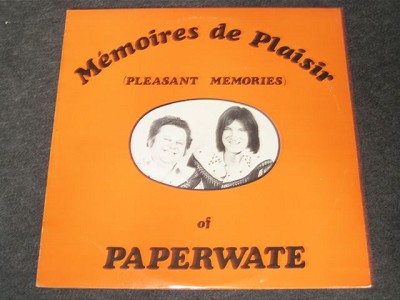 Mémoires de Plaisir
(PLEASANT MEMORIES)
of
PAPERWATE